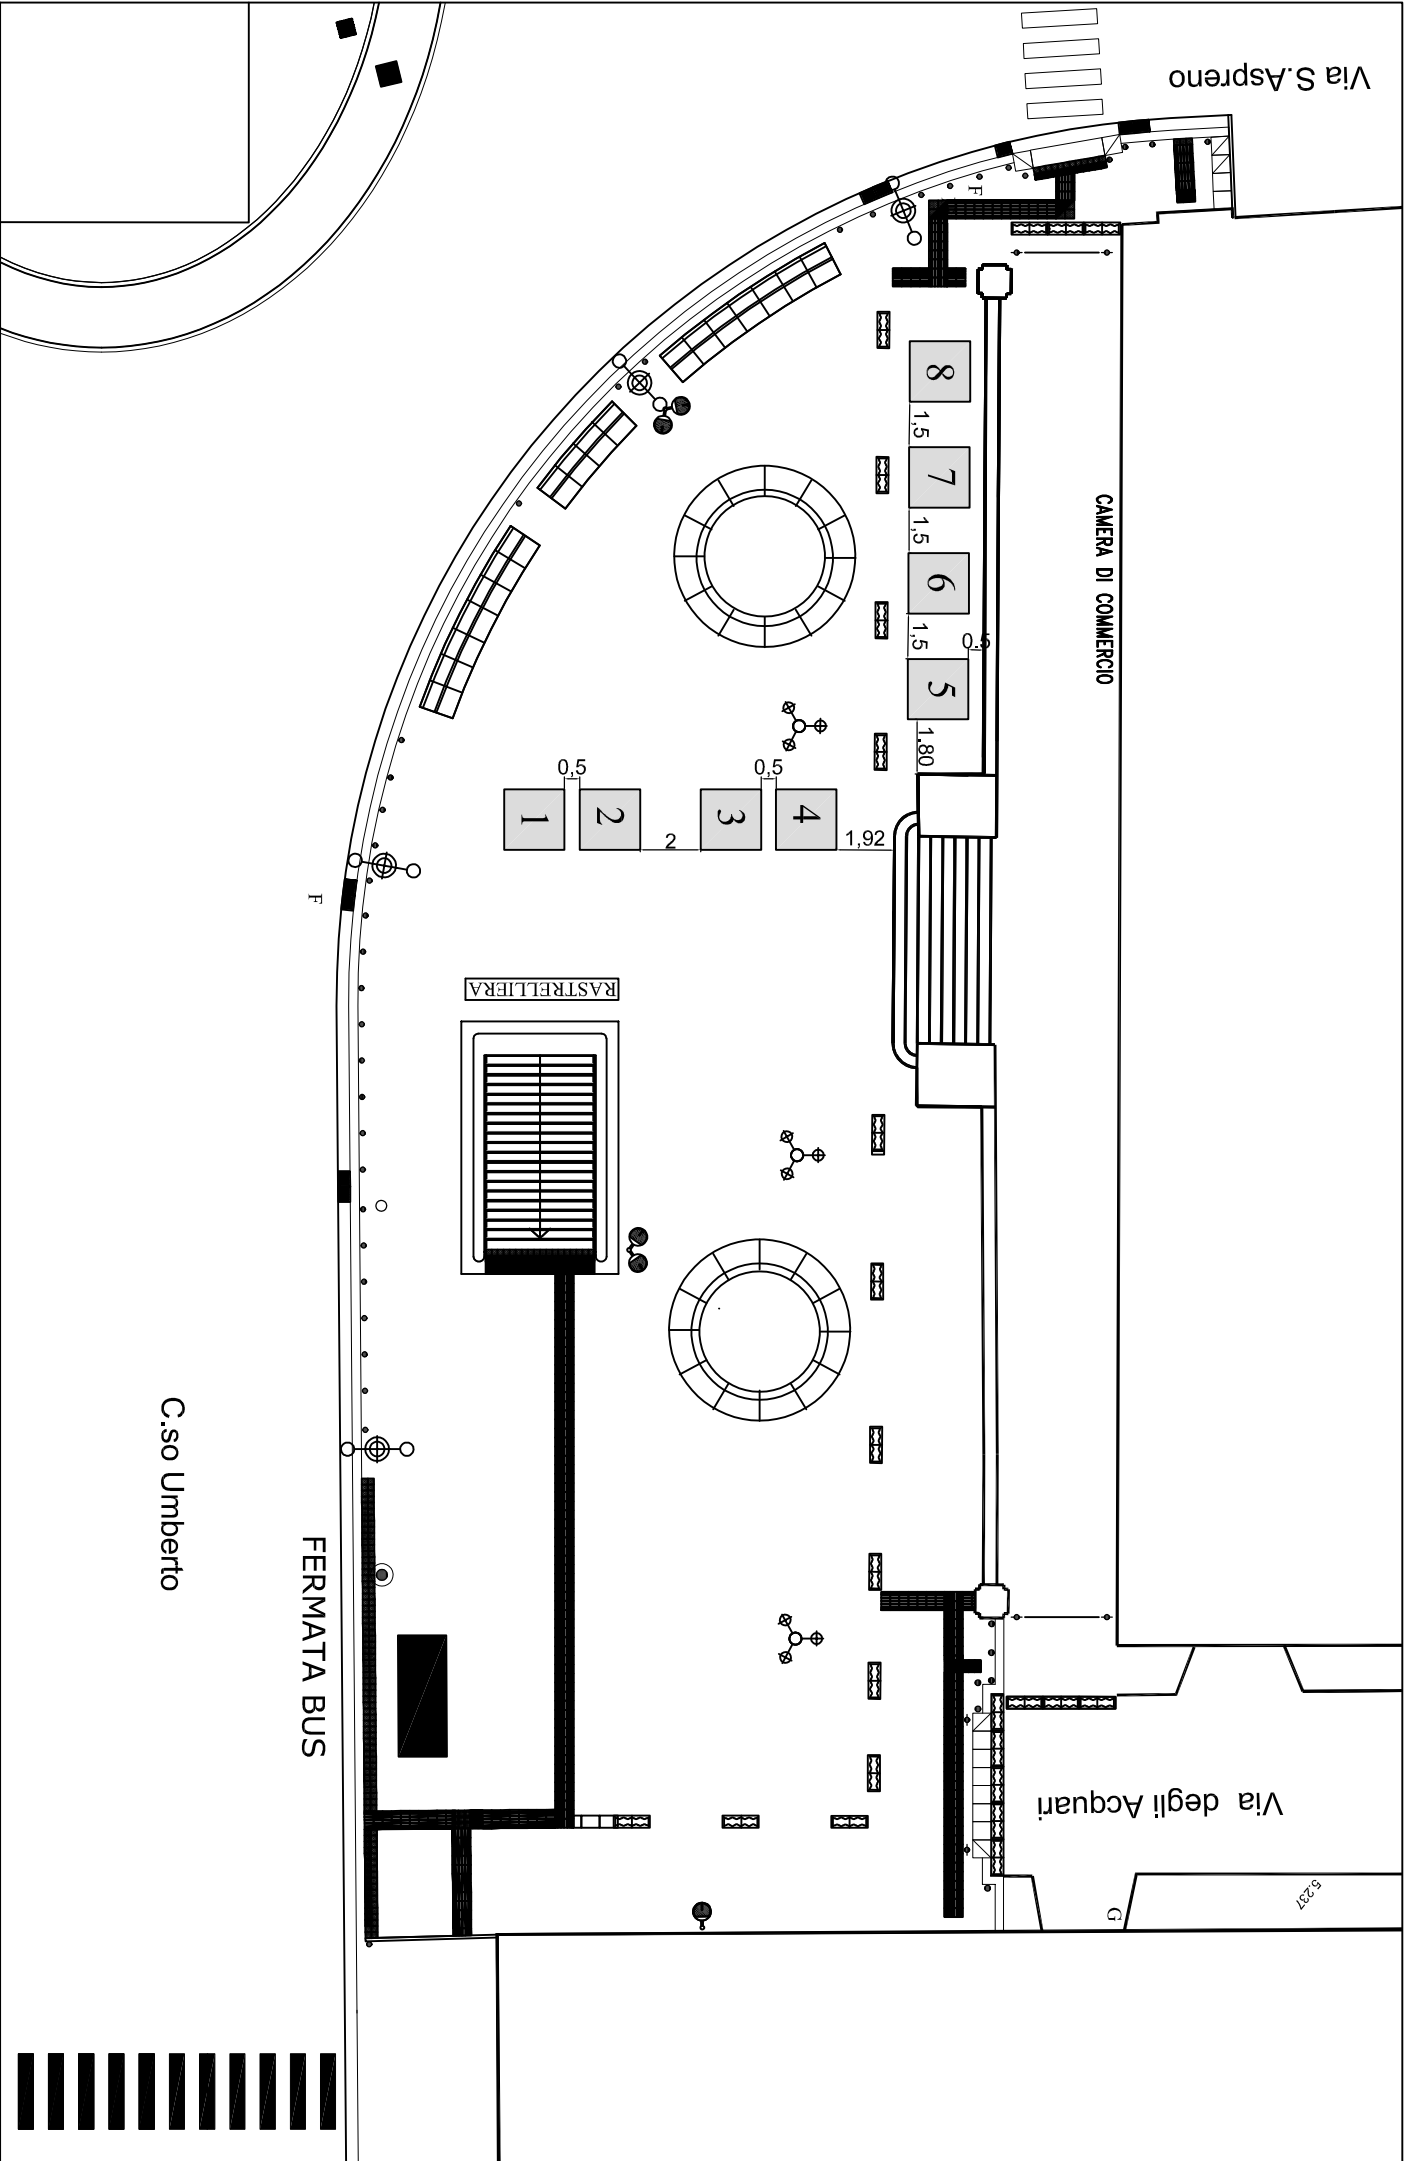 Via S.Aspreno
F
8
1,5
7
1,5
6
1,5
0.5
5
1.80
CAMERA DI COMMERCIO
0,5
0,5
1
2
3
4
2
1,92
F
RASTRELLIERA
C.so Umberto
FERMATA BUS
Via degli Acquari
5.237
G